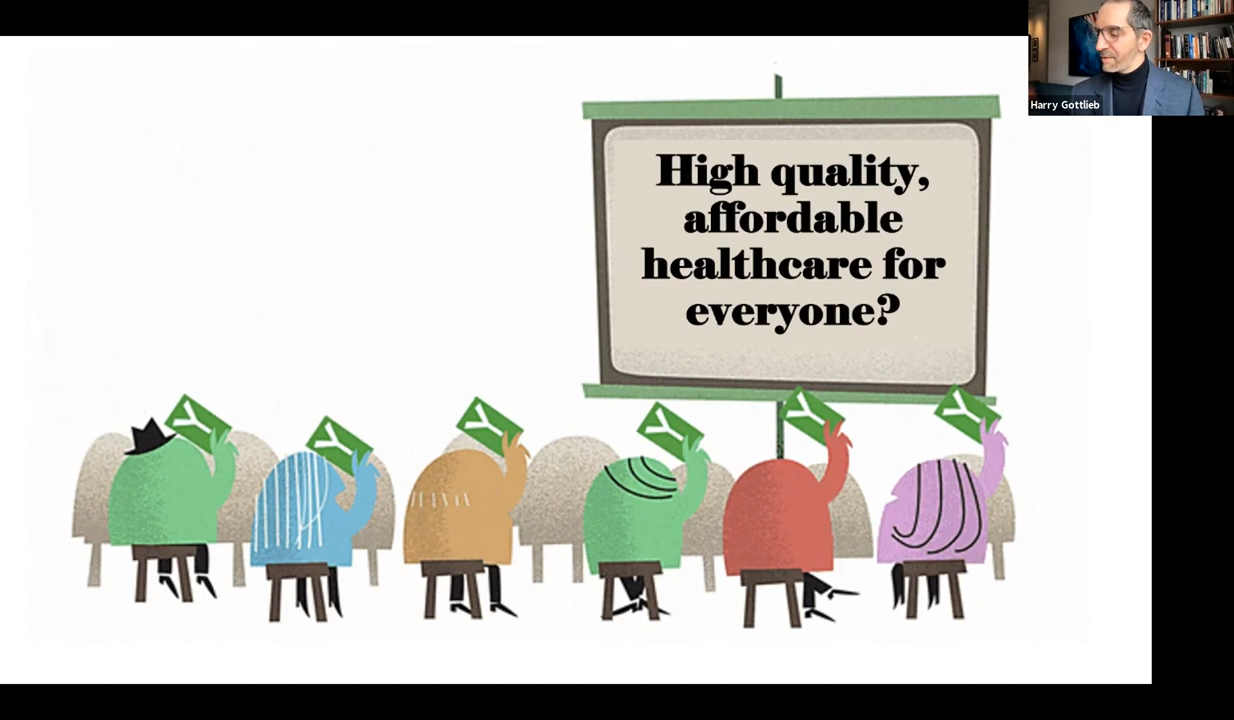 Harry Gottlieb
High quality,
affordable
healthcare for
everyone?
Y
Y
Y
Y
Y
Y